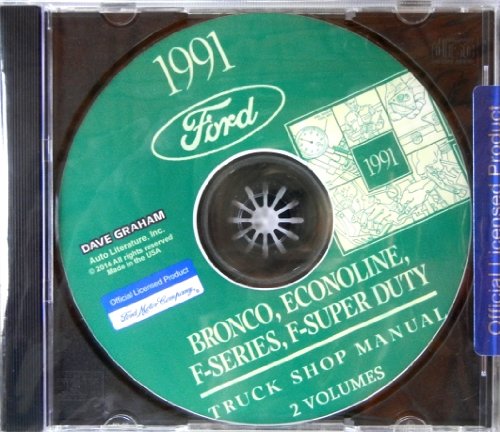 1991
Ford
1991
DAVE GRAHAM
Auto Literature, Inc.
© 2014 All rights reserved
Made in the USA
Official Licensed Product
Ford Motor Company
BRONCO, ECONOLINE,
F-SERIES, F-SUPER DUTY
TRUCK SHOP MANUAL
2 VOLUMES
Official Licensed Product